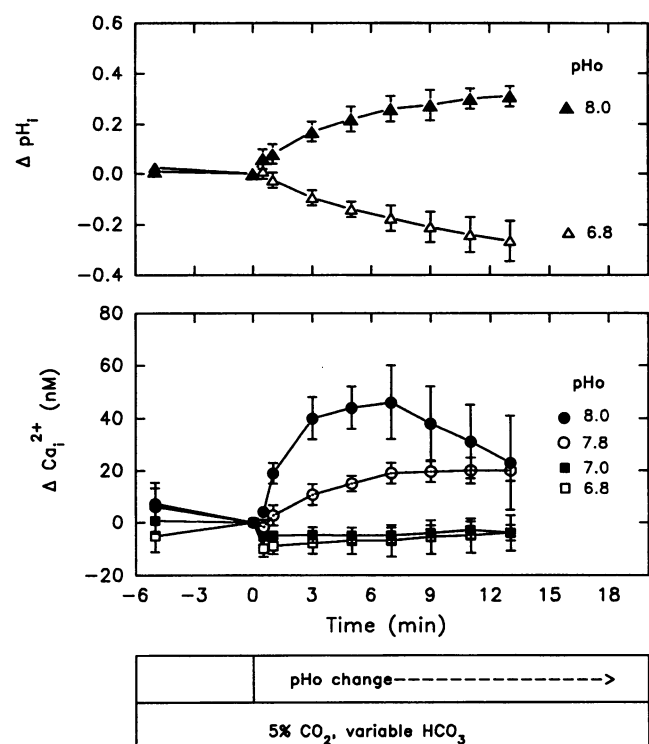 0.6
0.4
0.2
0.0
-0.2
-0.4
Δ pHᵢ
pHo
8.0
6.8
80
60
40
20
0
-20
Δ Caᵢ²⁺ (nM)
pHo
8.0
7.8
7.0
6.8
-6 -3 0 3 6 9 12 15 18
Time (min)
pHo change------------------>
5% CO₂, variable HCO₃